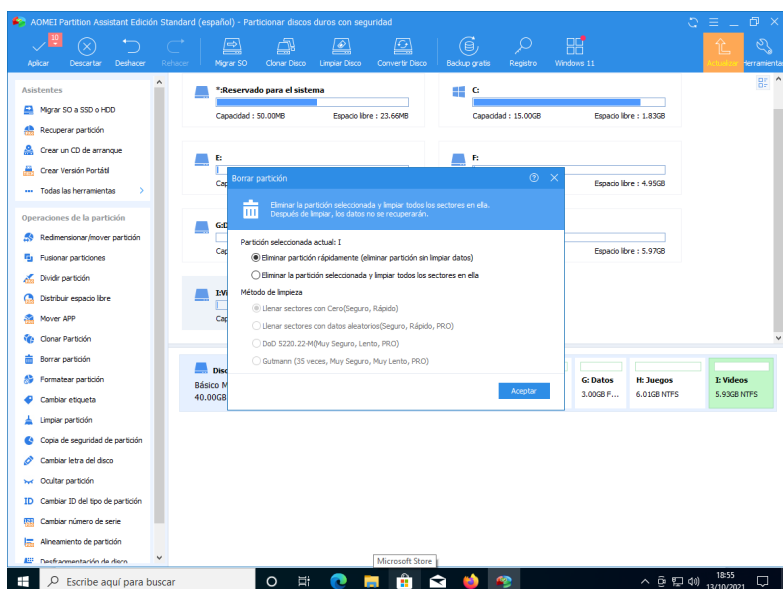 AOMEI Partition Assistant Edición Standard (español) - Particionar discos duros con seguridad
10
Aplicar Descartar Deshacer Rehacer Migrar SO Clonar Disco Limpiar Disco Convertir Disco Backup gratis Registro Windows 11 Actualizar Herramienta
Asistentes
Migrar SO a SSD o HDD
Recuperar partición
Crear un CD de arranque
Crear Versión Portátil
Todas las herramientas
Operaciones de la partición
Redimensionar/mover partición
Fusionar particiones
Dividir partición
Distribuir espacio libre
Mover APP
Clonar Partición
Borrar partición
Formatear partición
Cambiar etiqueta
Limpiar partición
Copia de seguridad de partición
Cambiar letra del disco
Ocultar partición
Cambiar ID del tipo de partición
Cambiar número de serie
Alineamiento de partición
Desfragmentación de disco
*:Reservado para el sistema
Capacidad : 50.00MB Espacio libre : 23.66MB
C:
Capacidad : 15.00GB Espacio libre : 1.83GB
E:
Cap
F:
Espacio libre : 4.95GB
G:D
Cap
Espacio libre : 5.97GB
I:Vi
Cap
Borrar partición
Eliminar la partición seleccionada y limpiar todos los sectores en ella.
Después de limpiar, los datos no se recuperarán.
Partición seleccionada actual: I
Eliminar partición rápidamente (eliminar partición sin limpiar datos)
Eliminar la partición seleccionada y limpiar todos los sectores en ella
Método de limpieza
Llenar sectores con Cero(Seguro, Rápido)
Llenar sectores con datos aleatorios(Seguro, Rápido, PRO)
DoD 5220.22-M(Muy Seguro, Lento, PRO)
Gutmann (35 veces, Muy Seguro, Muy Lento, PRO)
Aceptar
Disc
Básico M
40.00GB
G: Datos
3.00GB F...
H: Juegos
6.01GB NTFS
I: Videos
5.93GB NTFS
Microsoft Store
Escribe aquí para buscar
18:55
13/10/2021